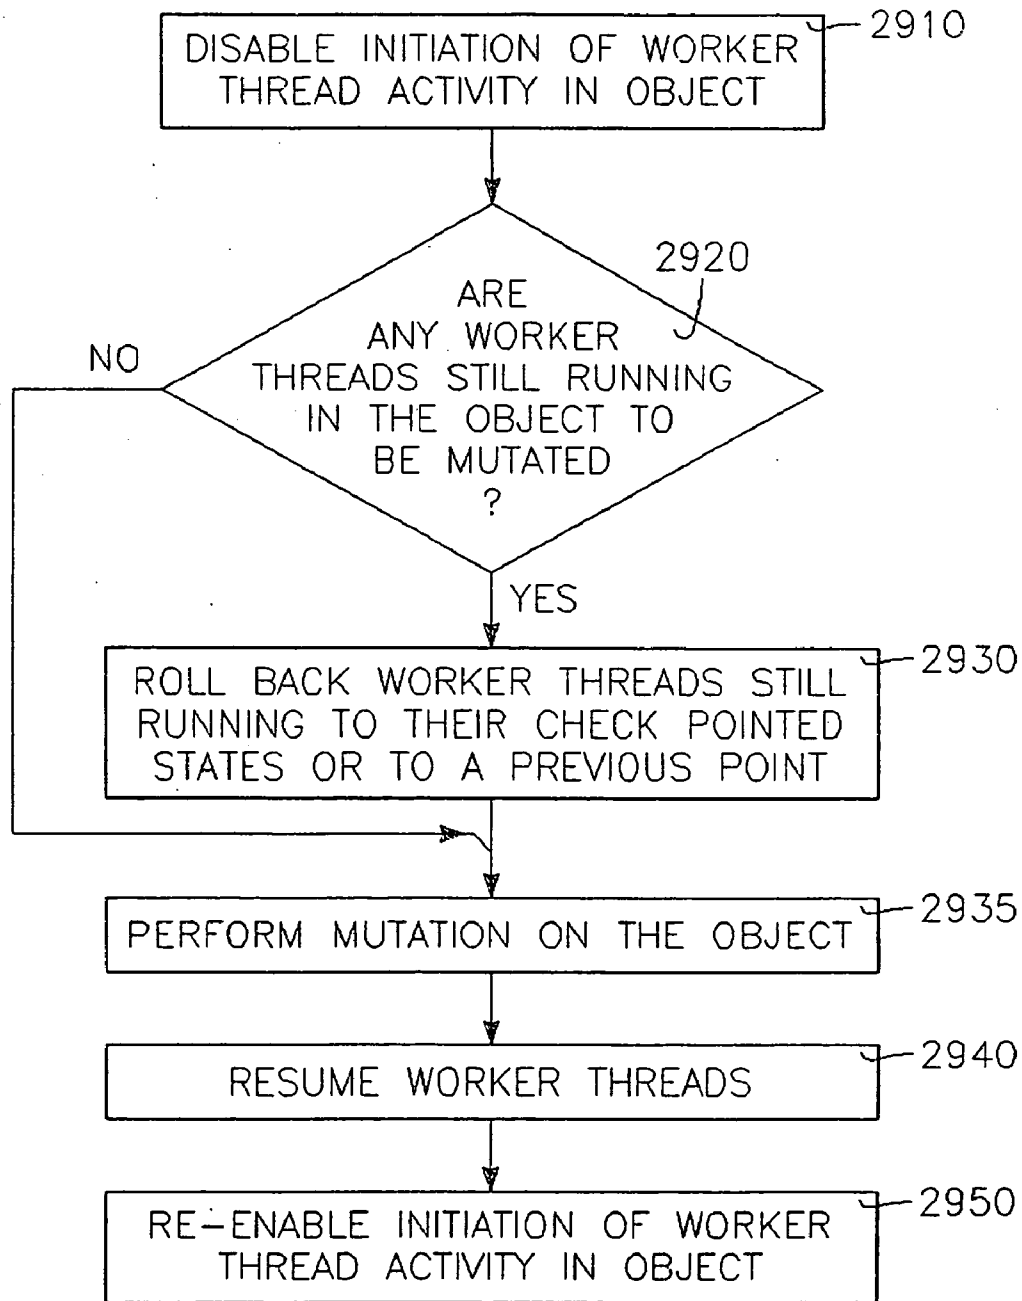 2910
DISABLE INITIATION OF WORKER
THREAD ACTIVITY IN OBJECT
2920
ARE
ANY WORKER
THREADS STILL RUNNING
IN THE OBJECT TO
BE MUTATED
?
NO
YES
2930
ROLL BACK WORKER THREADS STILL
RUNNING TO THEIR CHECK POINTED
STATES OR TO A PREVIOUS POINT
2935
PERFORM MUTATION ON THE OBJECT
2940
RESUME WORKER THREADS
2950
RE-ENABLE INITIATION OF WORKER
THREAD ACTIVITY IN OBJECT